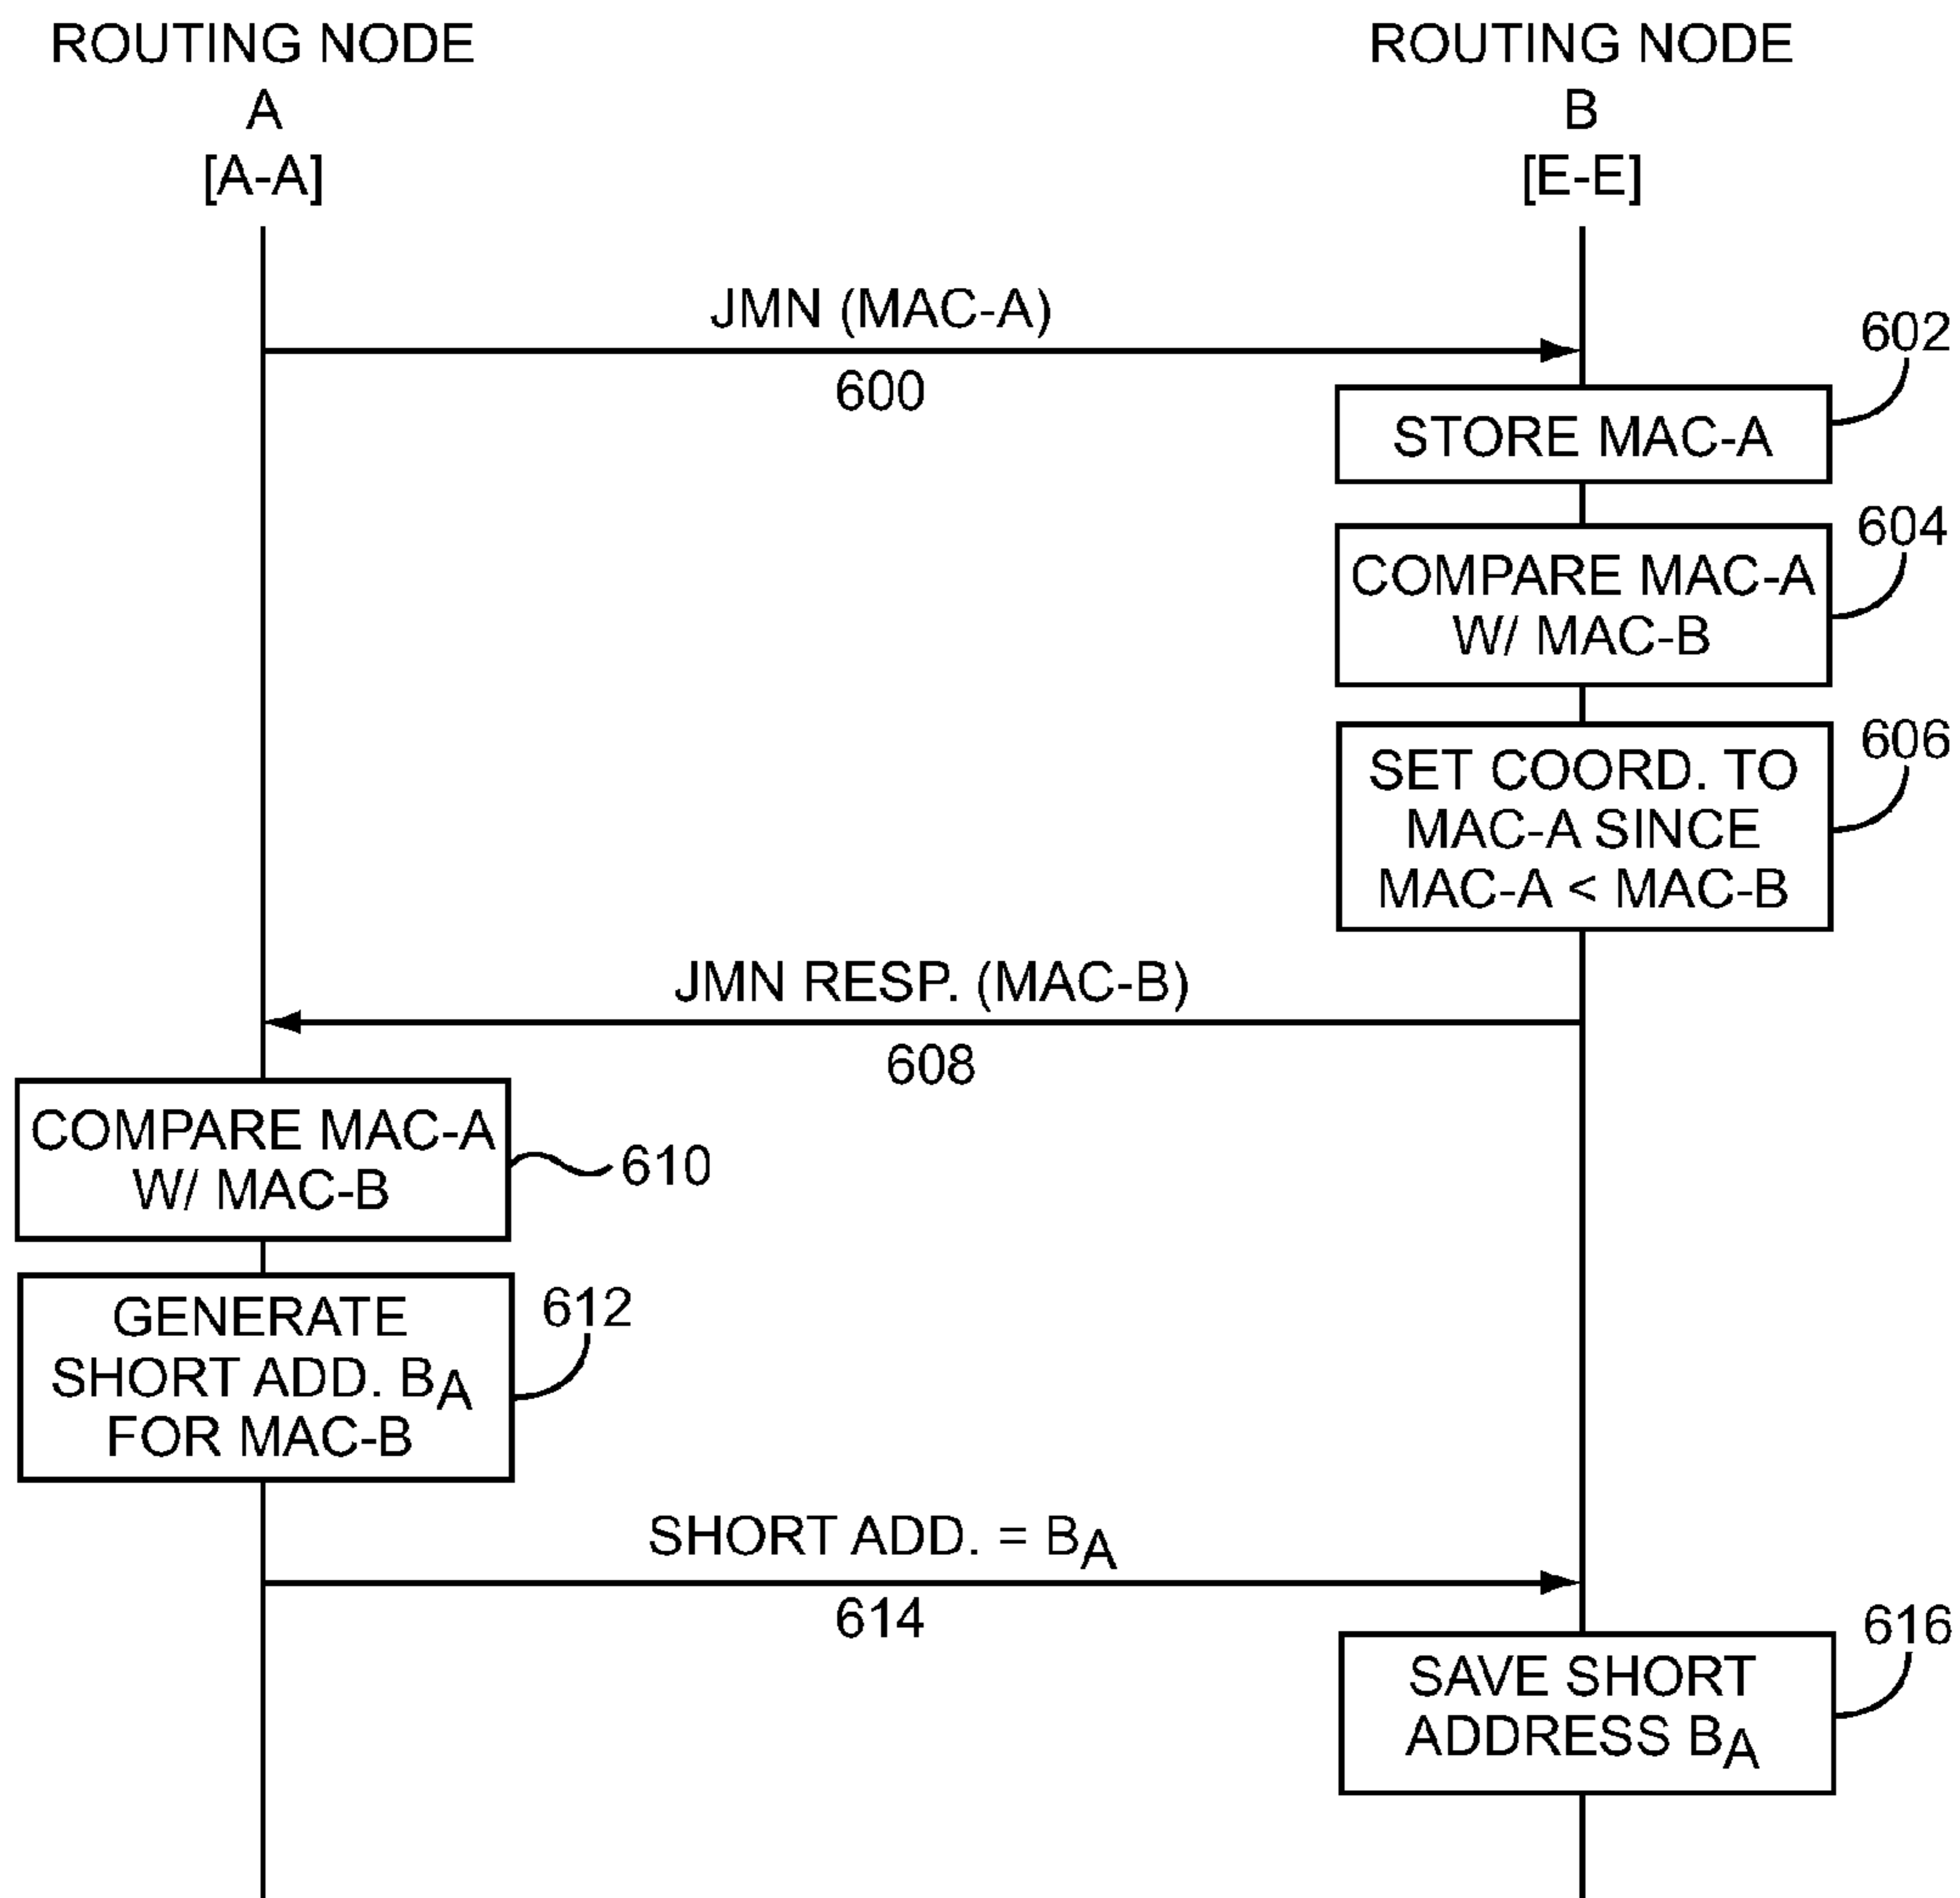 ROUTING NODE
A
[A-A]
ROUTING NODE
B
[E-E]
JMN (MAC-A)
600
602
STORE MAC-A
604
COMPARE MAC-A
W/ MAC-B
606
SET COORD. TO
MAC-A SINCE
MAC-A < MAC-B
JMN RESP. (MAC-B)
608
COMPARE MAC-A
W/ MAC-B
610
GENERATE
SHORT ADD. BA
FOR MAC-B
612
SHORT ADD. = BA
614
616
SAVE SHORT
ADDRESS BA